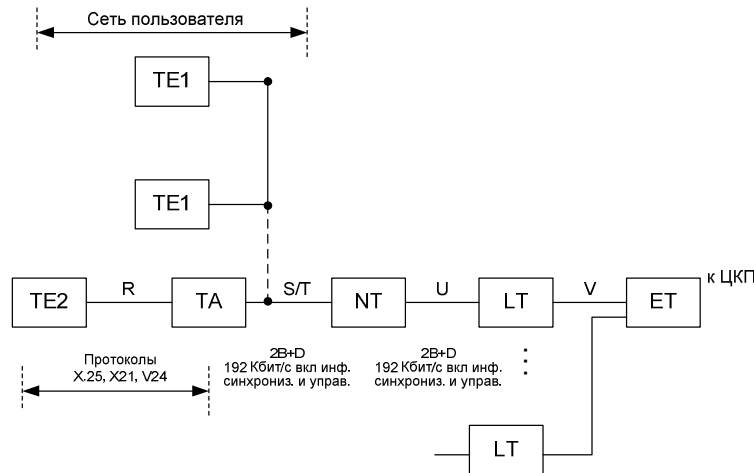 Сеть пользователя
TE1
TE1
TE2
R
TA
S/T
NT
U
LT
V
ET
к ЦКП
Протоколы
X.25, X21, V24
2B+D
192 Кбит/с вкл инф.
синхрониз. и управ.
2B+D
192 Кбит/с вкл инф.
синхрониз. и управ.
LT